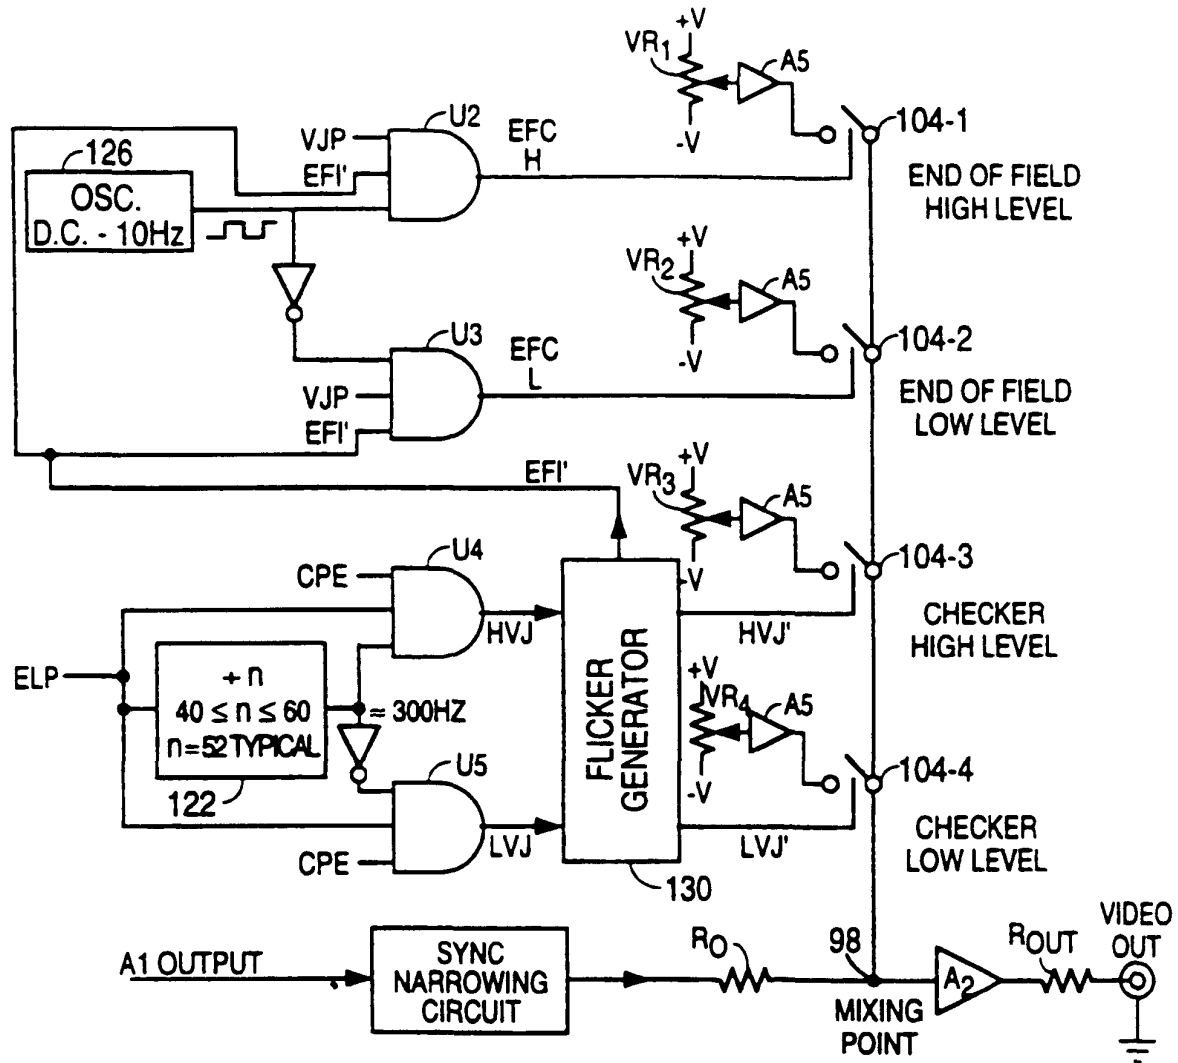 +V
VR1
A5
-V
104-1
END OF FIELD
HIGH LEVEL
U2
VJP
EFI'
EFC
H
126
OSC.
D.C. - 10Hz
+V
VR2
A5
-V
104-2
END OF FIELD
LOW LEVEL
U3
VJP
EFI'
EFC
L
EFI'
+V
VR3
A5
-V
104-3
CHECKER
HIGH LEVEL
U4
CPE
HVJ
HVJ'
ELP
+ n
40 ≤ n ≤ 60
n=52 TYPICAL
122
≈ 300HZ
FLICKER
GENERATOR
130
+V
VR4
A5
-V
104-4
CHECKER
LOW LEVEL
U5
CPE
LVJ
LVJ'
A1 OUTPUT
SYNC
NARROWING
CIRCUIT
RO
98
MIXING
POINT
A2
ROUT
VIDEO
OUT